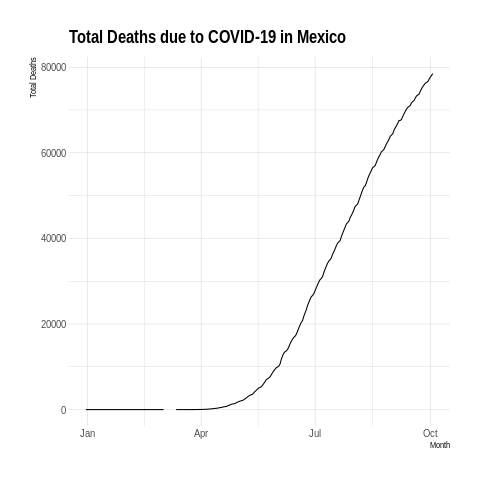 Total Deaths due to COVID-19 in Mexico
Total Deaths
80000
60000
40000
20000
0
Jan Apr Jul Oct
Month